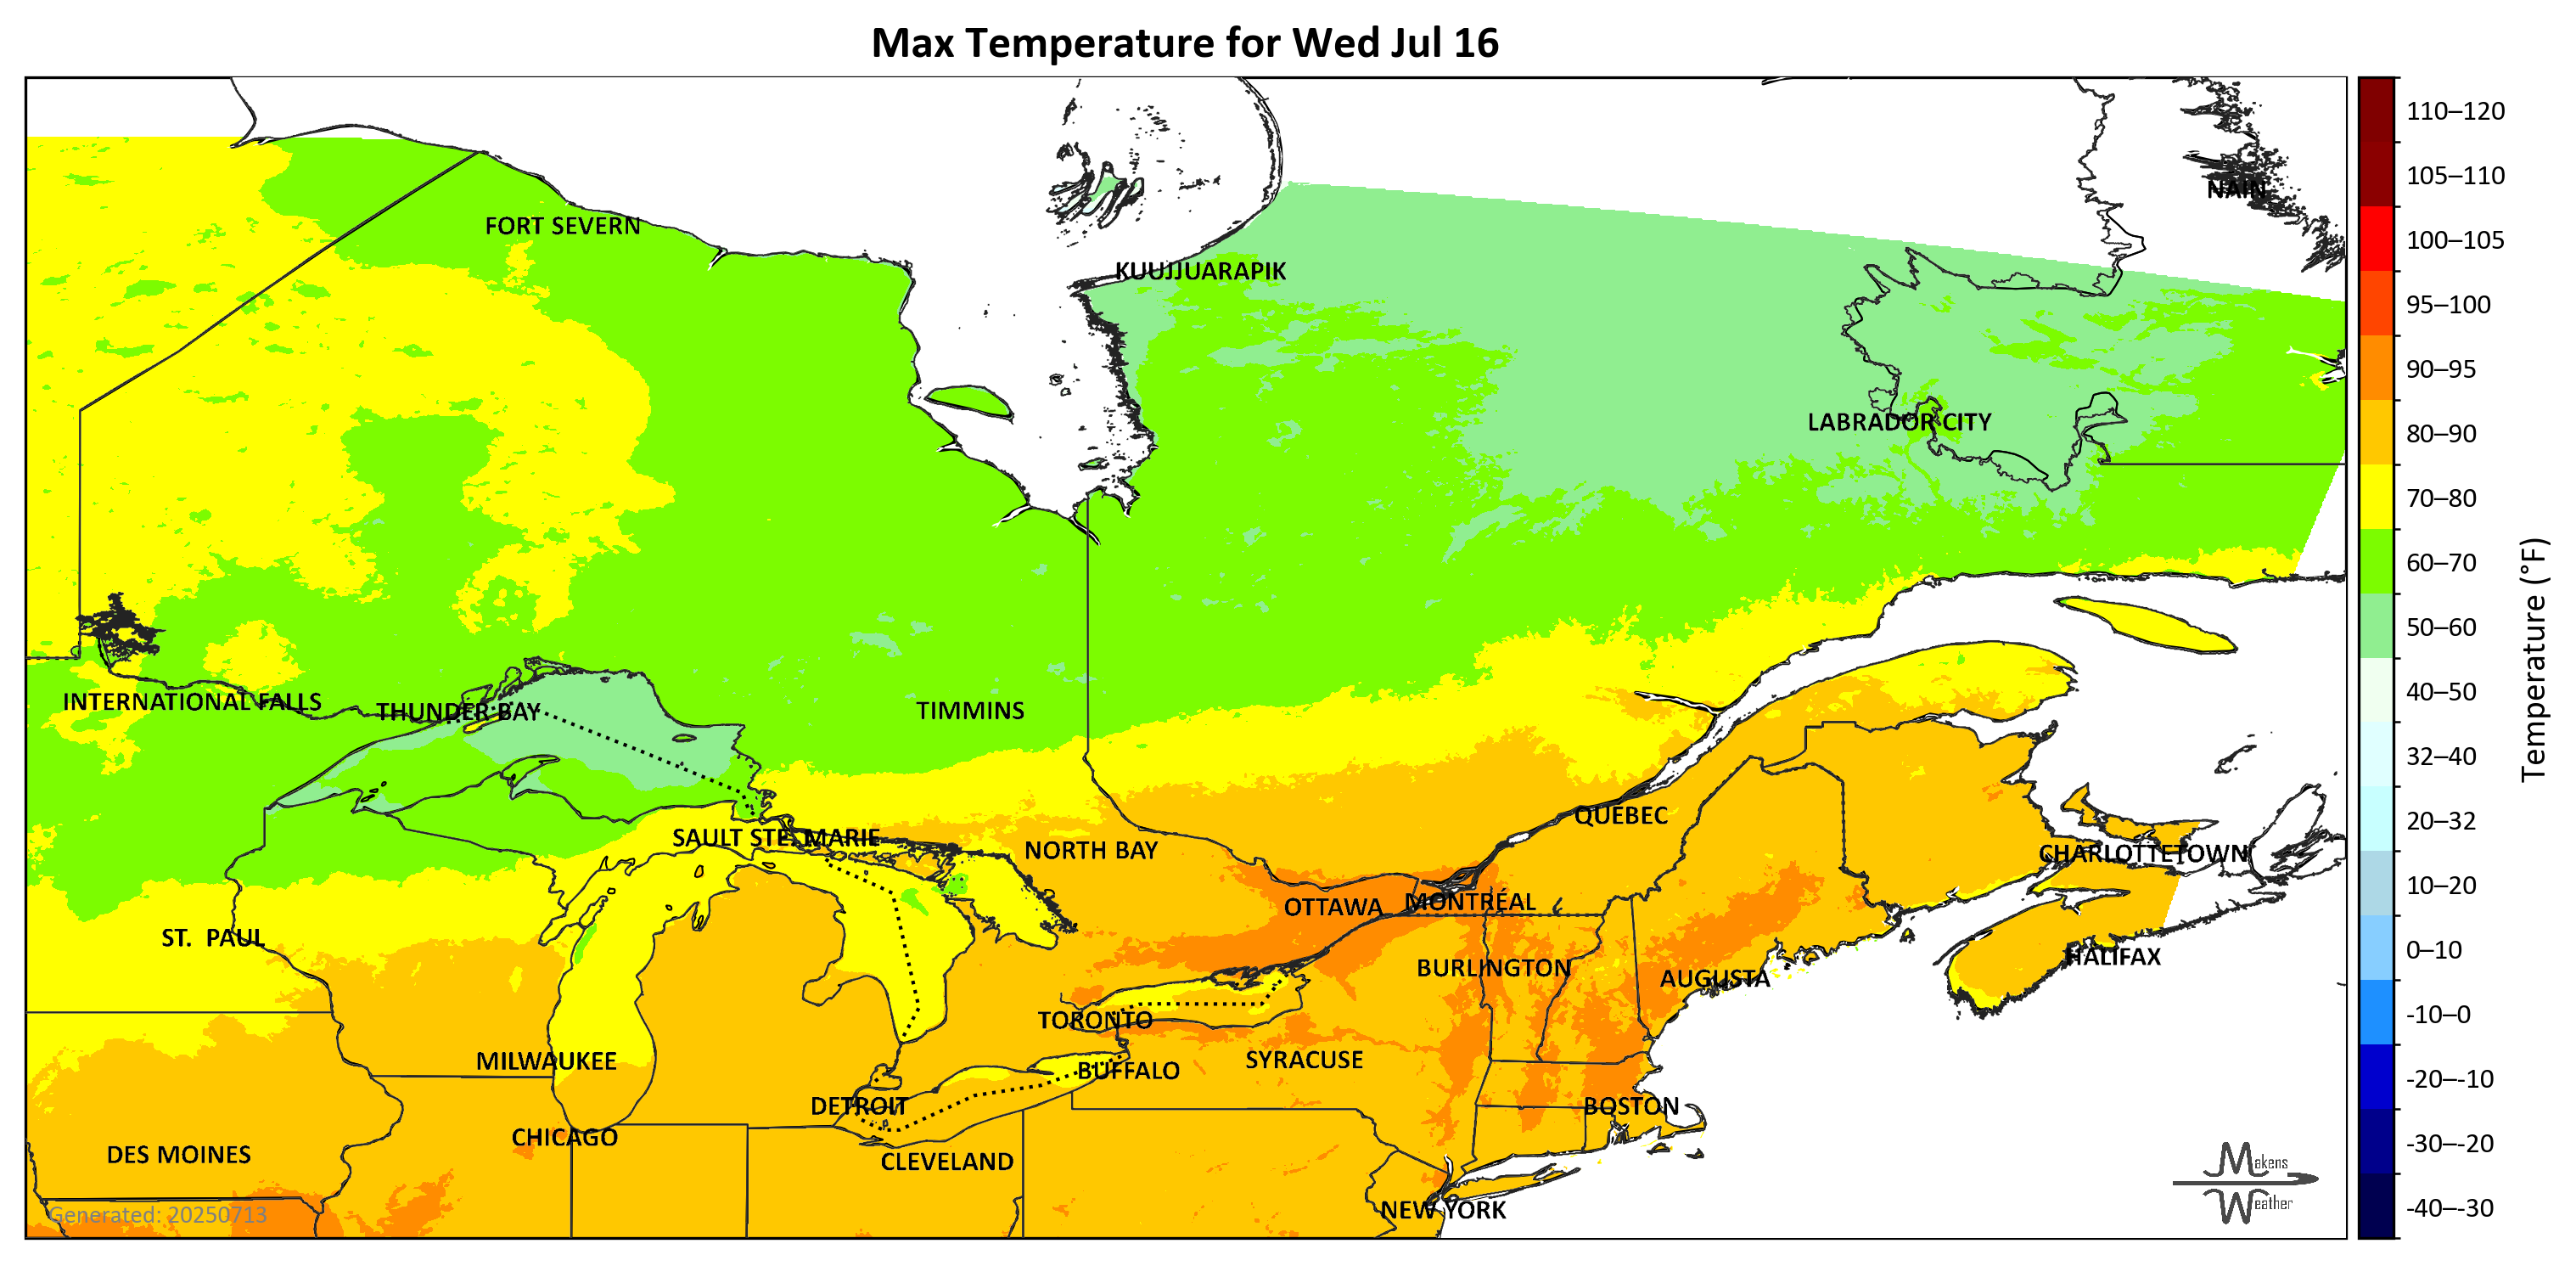 Max Temperature for Wed Jul 16
110–120
105–110
NAIN
FORT SEVERN
100–105
KUUJJUARAPIK
95–100
90–95
LABRADOR CITY
80–90
70–80
60–70
50–60
Temperature (°F)
40–50
INTERNATIONAL FALLS
THUNDER BAY
TIMMINS
32–40
QUÉBEC
20–32
SAULT STE. MARIE
NORTH BAY
CHARLOTTETOWN
10–20
OTTAWA
MONTRÉAL
ST. PAUL
0–10
HALIFAX
BURLINGTON
AUGUSTA
-10–0
TORONTO
MILWAUKEE
SYRACUSE
BUFFALO
-20–-10
DETROIT
BOSTON
CHICAGO
-30–-20
DES MOINES
CLEVELAND
Makens
Weather
-40–-30
NEW YORK
Generated: 20250713